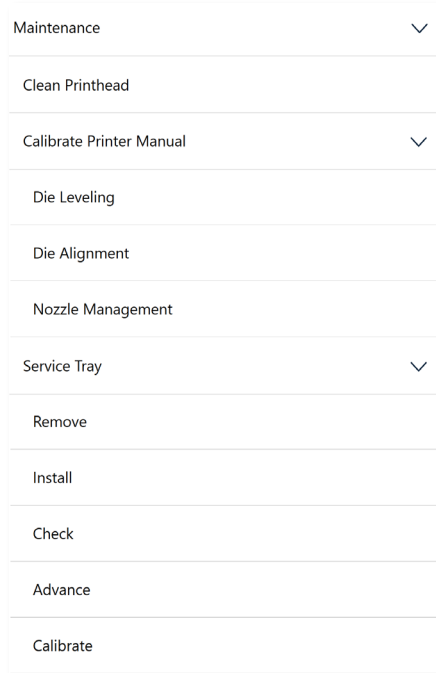 Maintenance
Clean Printhead
Calibrate Printer Manual
Die Leveling
Die Alignment
Nozzle Management
Service Tray
Remove
Install
Check
Advance
Calibrate